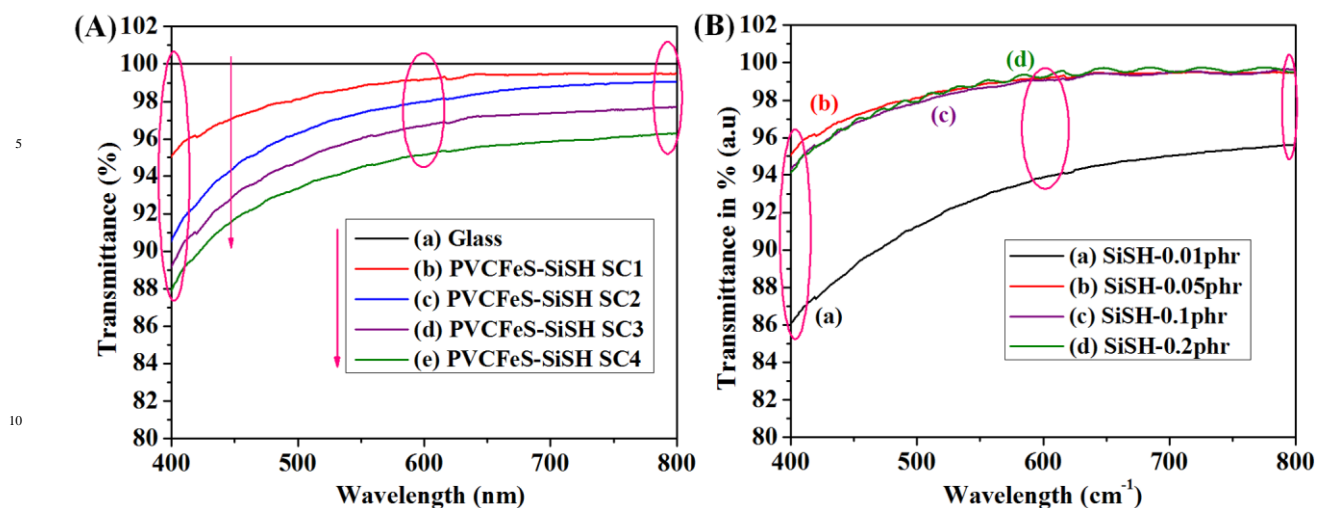 (A)
102
100
98
96
94
92
90
88
86
84
82
80
Transmittance (%)
(a) Glass
(b) PVCFeS-SiSH SC1
(c) PVCFeS-SiSH SC2
(d) PVCFeS-SiSH SC3
(e) PVCFeS-SiSH SC4
400 500 600 700 800
Wavelength (nm)
(B)
102
100
98
96
94
92
90
88
86
84
82
80
Transmittance in % (a.u)
(d)
(b)
(c)
(a)
(a) SiSH-0.01phr
(b) SiSH-0.05phr
(c) SiSH-0.1phr
(d) SiSH-0.2phr
400 500 600 700 800
Wavelength (cm⁻¹)
5
10